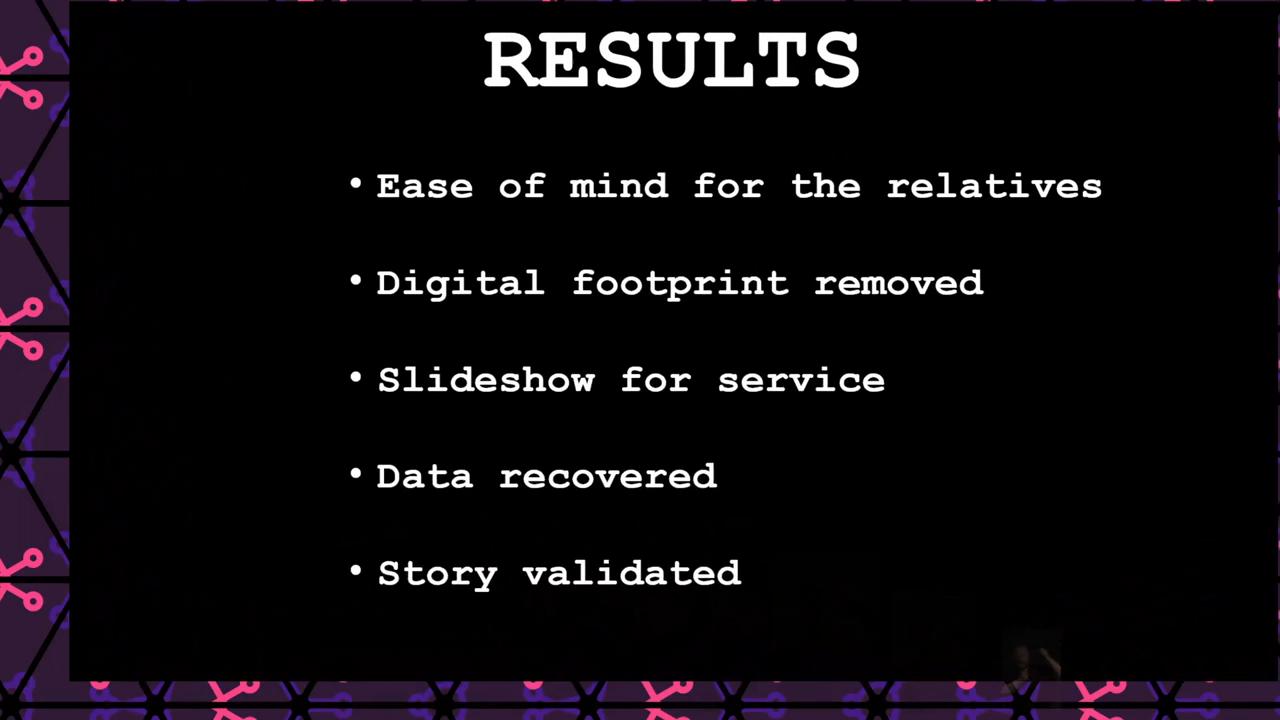 RESULTS
• Ease of mind for the relatives
• Digital footprint removed
• Slideshow for service
• Data recovered
• Story validated